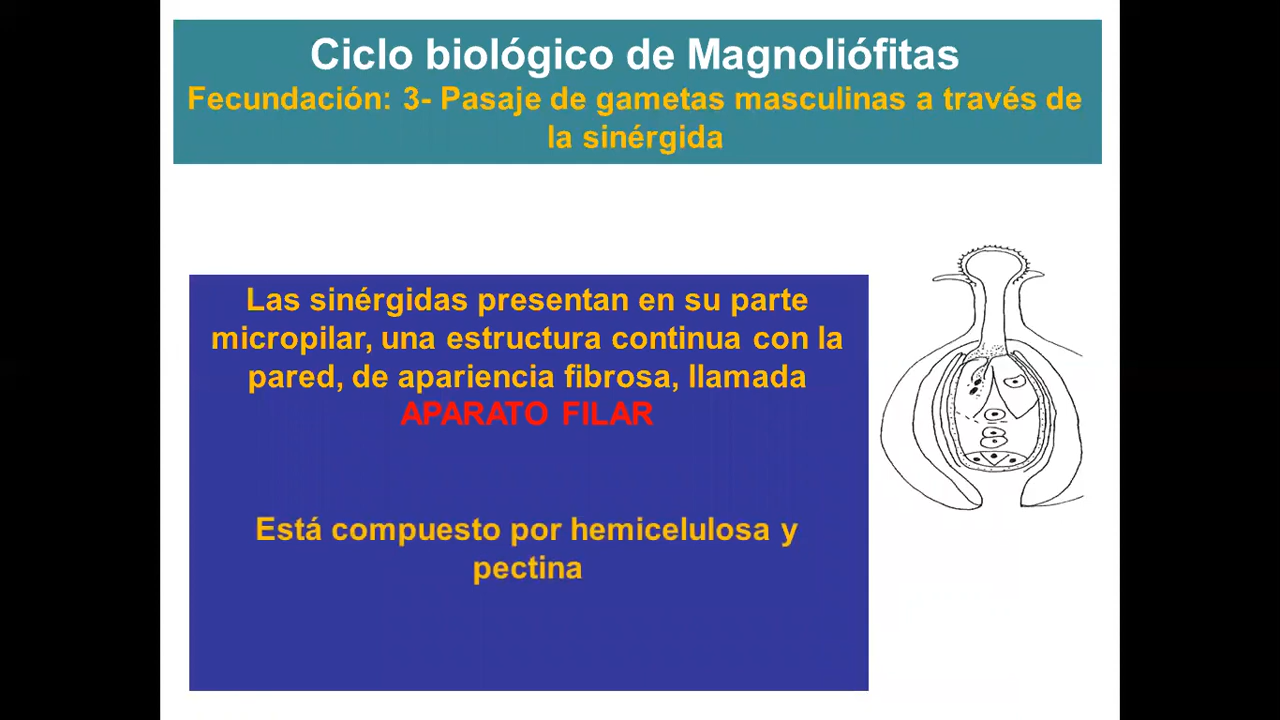 Ciclo biológico de Magnoliófitas
Fecundación: 3- Pasaje de gametas masculinas a través de
la sinérgida
Las sinérgidas presentan en su parte
micropilar, una estructura continua con la
pared, de apariencia fibrosa, llamada
APARATO FILAR
Está compuesto por hemicelulosa y
pectina